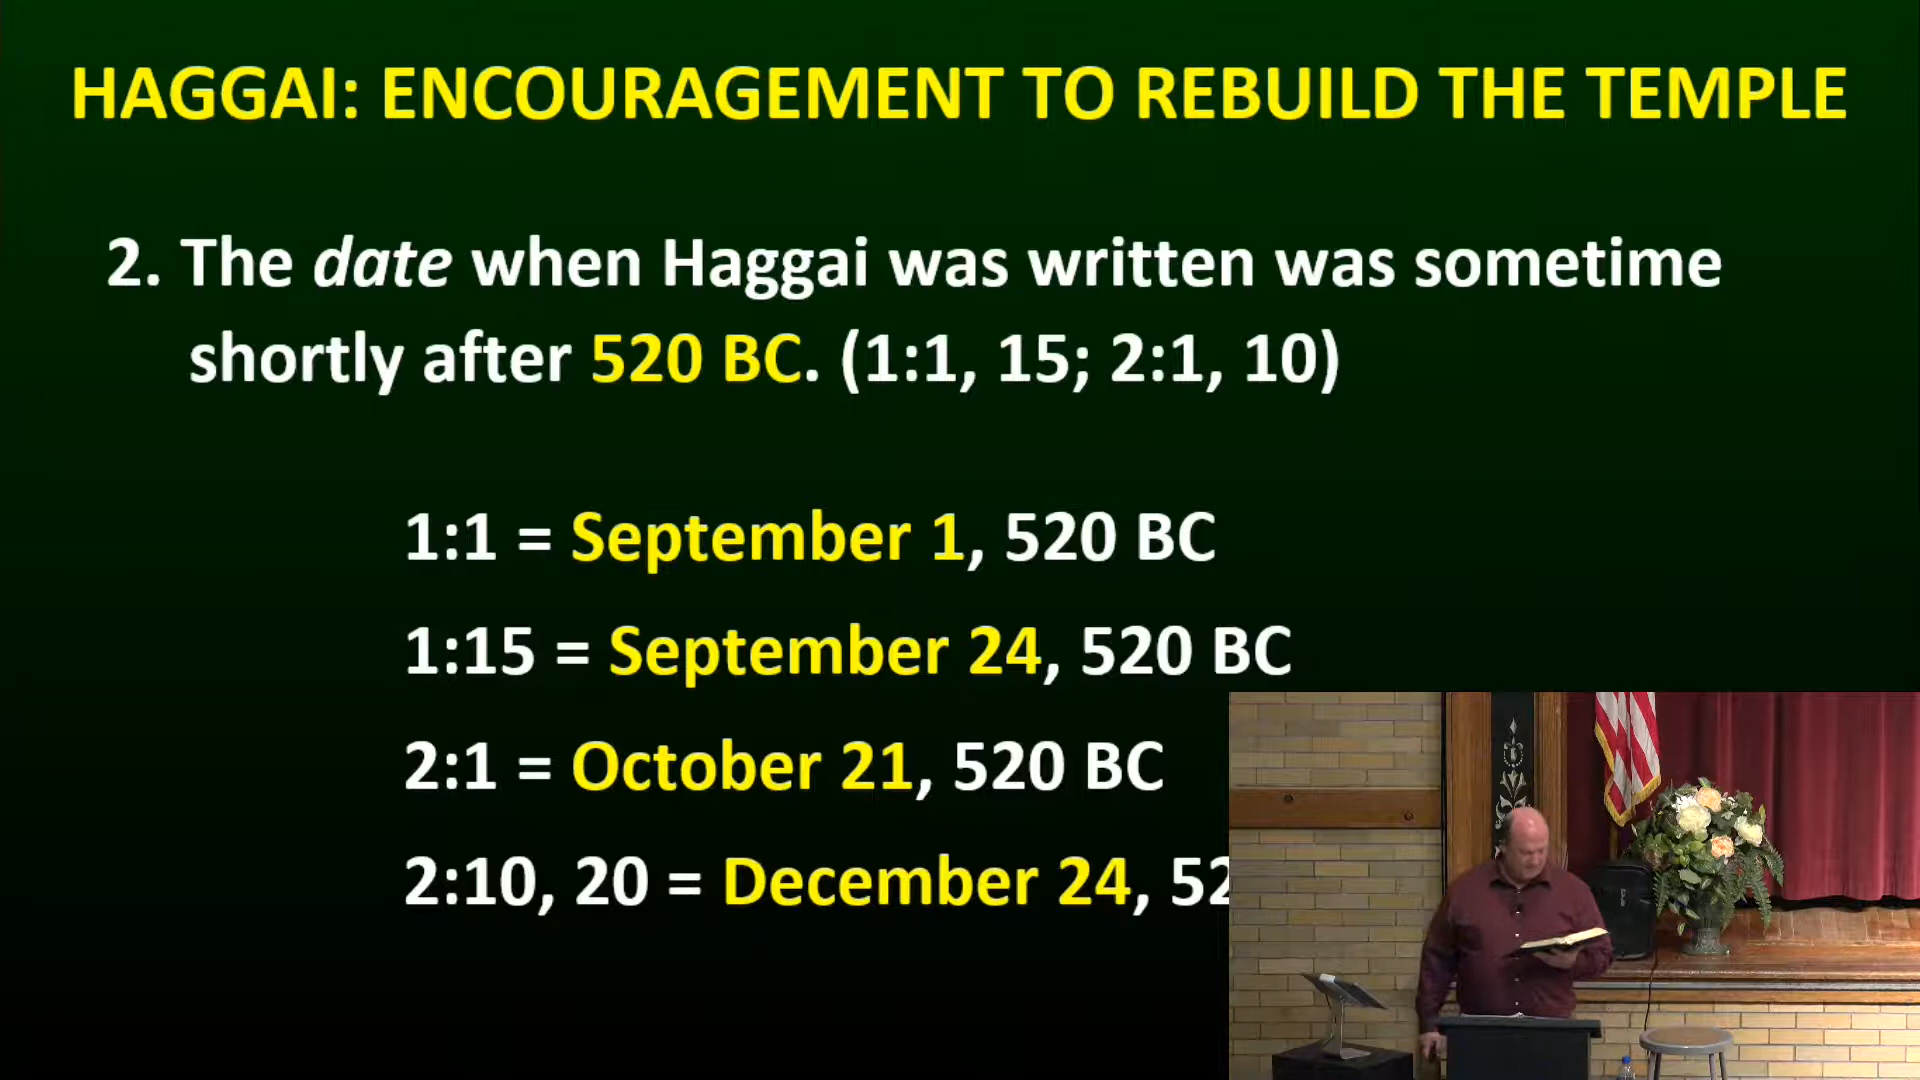 HAGGAI: ENCOURAGEMENT TO REBUILD THE TEMPLE
2. The date when Haggai was written was sometime
shortly after 520 BC. (1:1, 15; 2:1, 10)
1:1 = September 1, 520 BC
1:15 = September 24, 520 BC
2:1 = October 21, 520 BC
2:10, 20 = December 24, 52